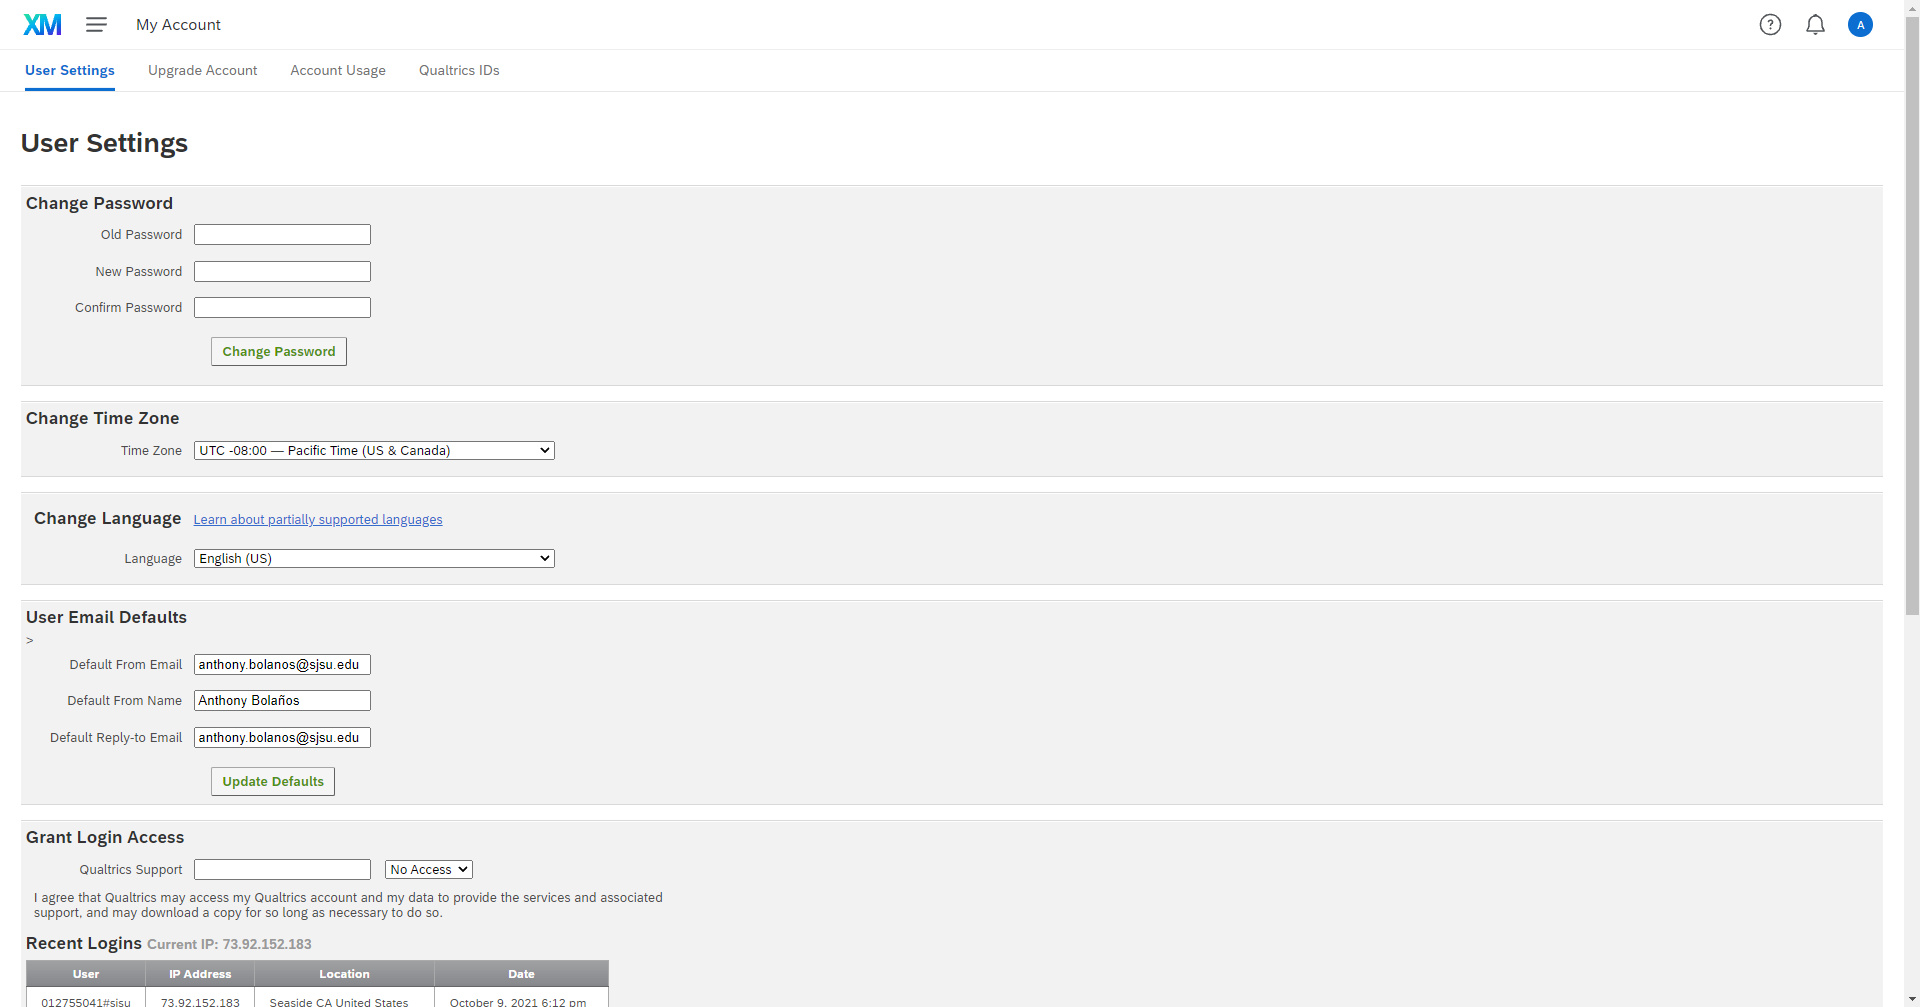 XM My Account ? A
User Settings Upgrade Account Account Usage Qualtrics IDs
User Settings
Change Password
Old Password
New Password
Confirm Password
Change Password
Change Time Zone
Time Zone UTC -08:00 — Pacific Time (US & Canada)
Change Language Learn about partially supported languages
Language English (US)
User Email Defaults
>
Default From Email anthony.bolanos@sjsu.edu
Default From Name Anthony Bolaños
Default Reply-to Email anthony.bolanos@sjsu.edu
Update Defaults
Grant Login Access
Qualtrics Support No Access
I agree that Qualtrics may access my Qualtrics account and my data to provide the services and associated
support, and may download a copy for so long as necessary to do so.
Recent Logins Current IP: 73.92.152.183
User IP Address Location Date
012755041#sjsu 73.92.152.183 Seaside CA United States October 9, 2021 6:12 pm